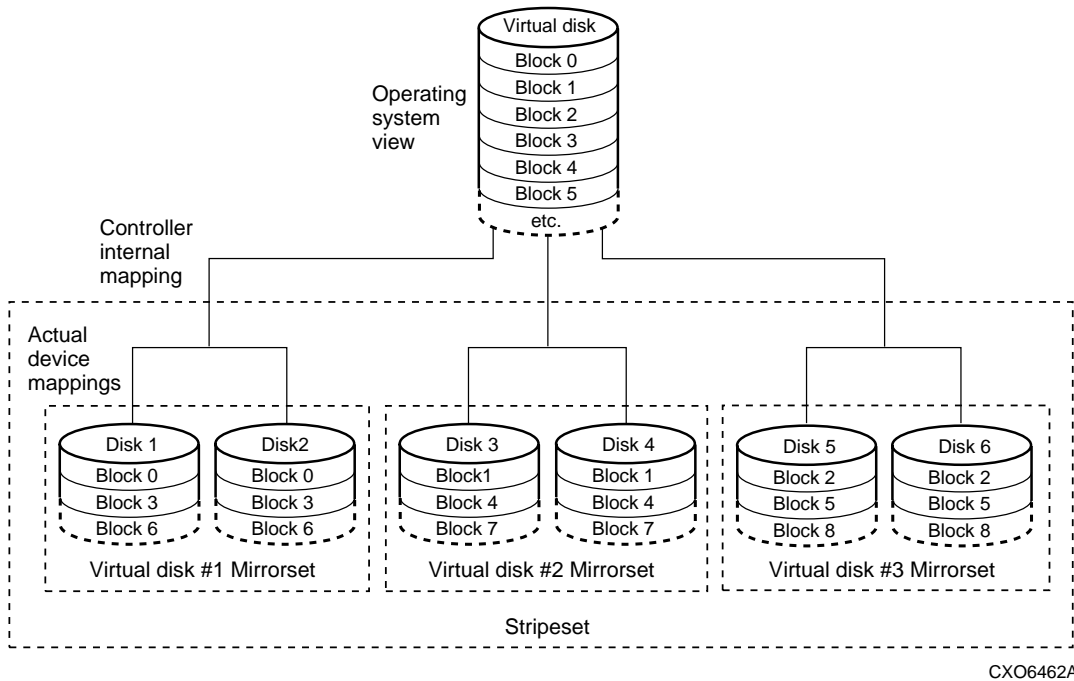 Virtual disk
Block 0
Block 1
Block 2
Block 3
Block 4
Block 5
etc.
Operating
system
view
Controller
internal
mapping
Actual
device
mappings
Disk 1
Block 0
Block 3
Block 6
Disk2
Block 0
Block 3
Block 6
Virtual disk #1 Mirrorset
Disk 3
Block1
Block 4
Block 7
Disk 4
Block 1
Block 4
Block 7
Virtual disk #2 Mirrorset
Disk 5
Block 2
Block 5
Block 8
Disk 6
Block 2
Block 5
Block 8
Virtual disk #3 Mirrorset
Stripeset
CXO6462A